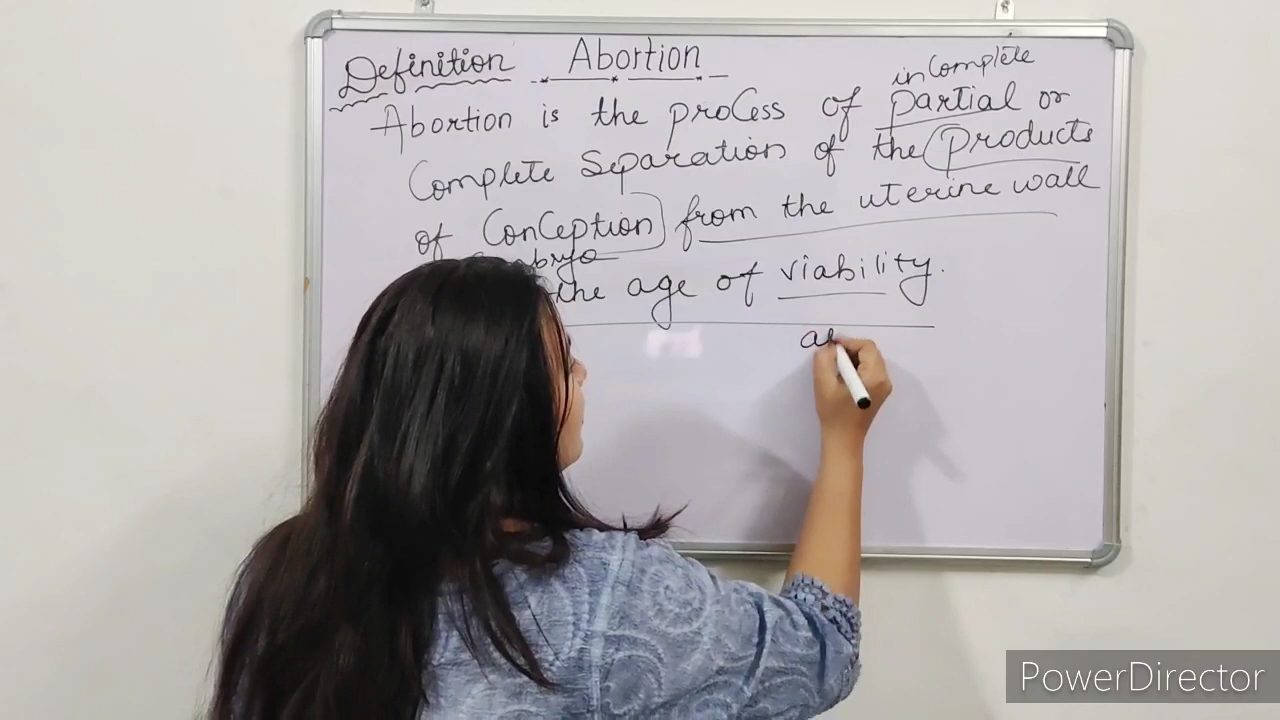 Definition Abortion
incomplete
Abortion is the process of partial or
Complete Separation of the products
of Conception from the uterine wall
the age of viability.
PowerDirector